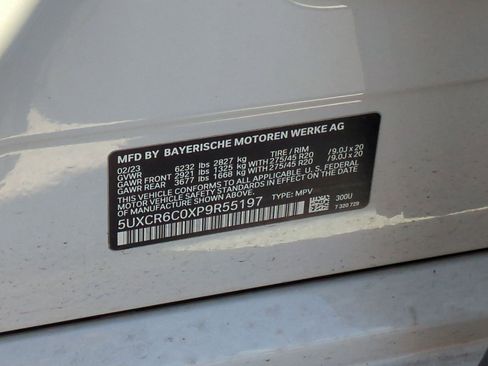 MFD BY BAYERISCHE MOTOREN WERKE AG
02/23 TIRE / RIM
GVWR 6232 lbs 2827 kg
GAWR FRONT 2921 lbs 1325 kg WITH 275/45 R20 /9.0J x 20
GAWR REAR 3677 lbs 1668 kg WITH 275/45 R20 /9.0J x 20
THIS VEHICLE CONFORMS TO ALL APPLICABLE U.S. FEDERAL
MOTOR VEHICLE SAFETY STANDARDS IN EFFECT ON THE DATE
OF MANUFACTURE SHOWN ABOVE.
5UXCR6C0XP9R55197 TYPE: MPV 300U
7 320 729